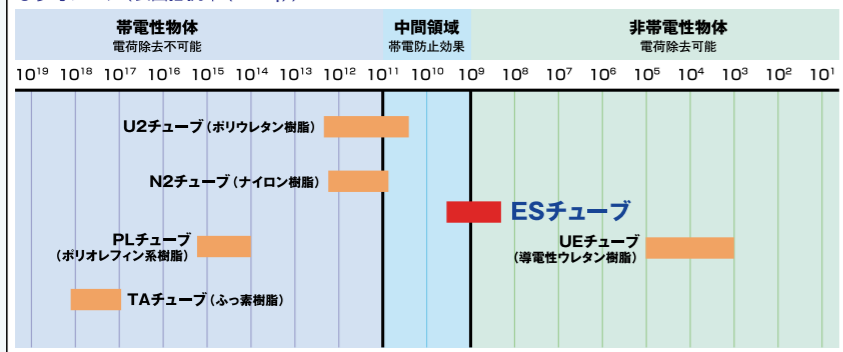 帯電性物体 中間領域 非帯電性物体
電荷除去不可能 帯電防止効果 電荷除去可能
10¹⁹ 10¹⁸ 10¹⁷ 10¹⁶ 10¹⁵ 10¹⁴ 10¹³ 10¹² 10¹¹ 10¹⁰ 10⁹ 10⁸ 10⁷ 10⁶ 10⁵ 10⁴ 10³ 10² 10¹
U2チューブ(ポリウレタン樹脂)
N2チューブ(ナイロン樹脂)
ESチューブ
PLチューブ
(ポリオレフィン系樹脂)
UEチューブ
(導電性ウレタン樹脂)
TAチューブ(ふっ素樹脂)